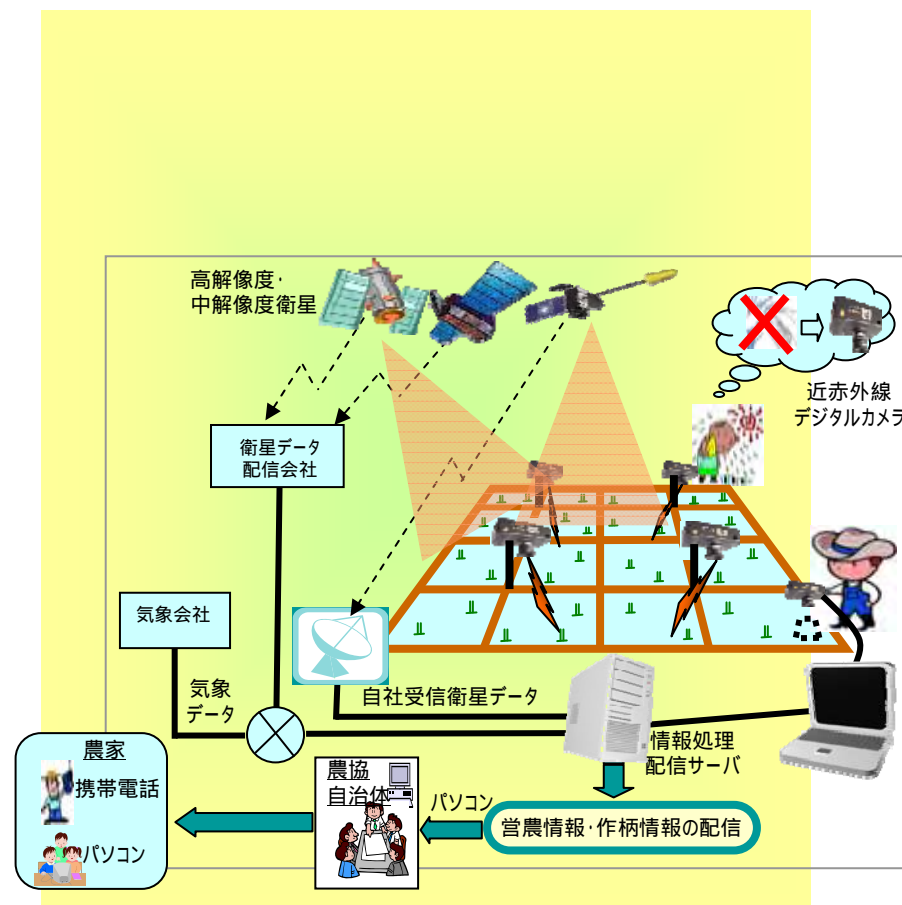 高解像度・
中解像度衛星
近赤外線
デジタルカメラ
衛星データ
配信会社
気象会社
気象
データ
自社受信衛星データ
情報処理
配信サーバ
農家
携帯電話
パソコン
農協
自治体
パソコン
営農情報・作柄情報の配信